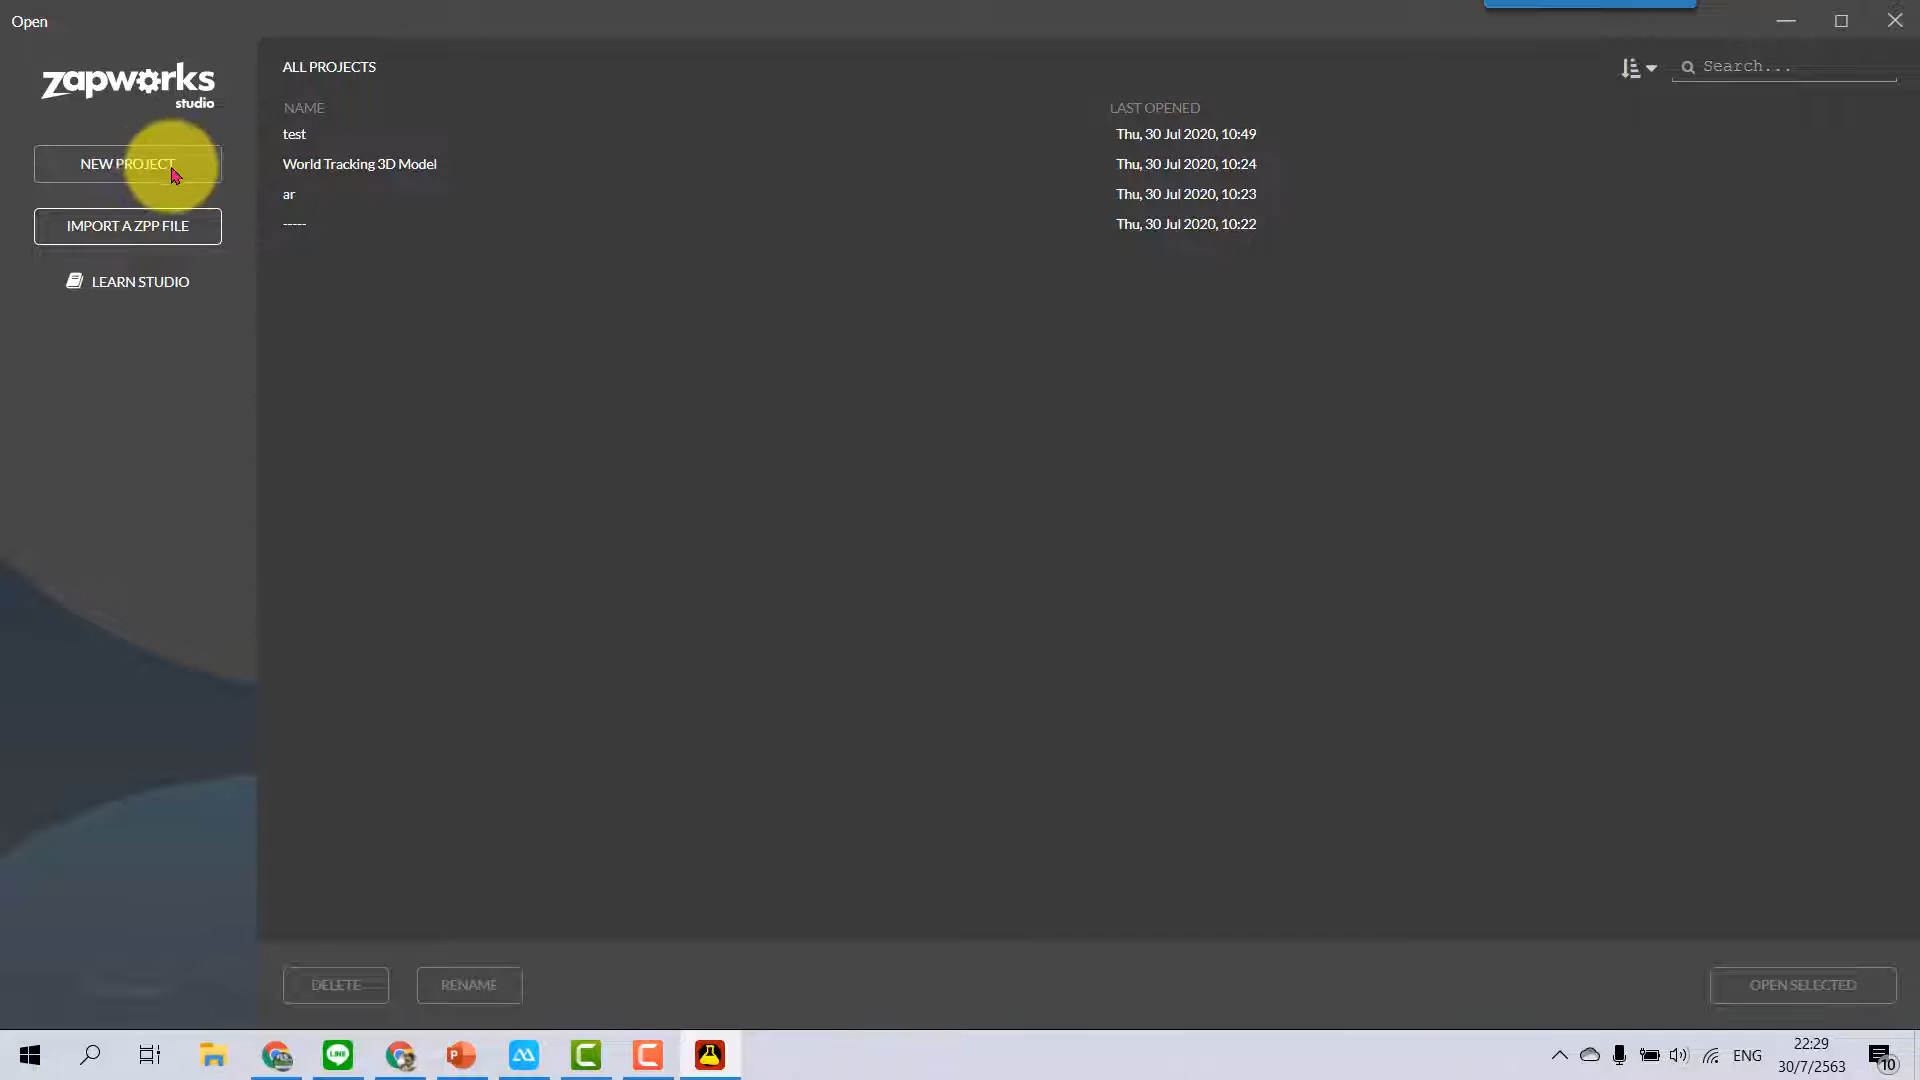 Open
zapworks
studio
NEW PROJECT
IMPORT A ZPP FILE
LEARN STUDIO
ALL PROJECTS
Search...
NAME LAST OPENED
test Thu, 30 Jul 2020, 10:49
World Tracking 3D Model Thu, 30 Jul 2020, 10:24
ar Thu, 30 Jul 2020, 10:23
----- Thu, 30 Jul 2020, 10:22
DELETE RENAME OPEN SELECTED
LINE
P
ENG
22:29
30/7/2563
10